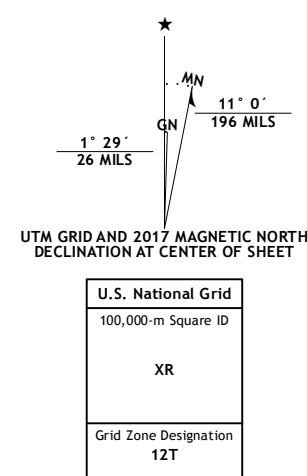 ★
MN
GN
1° 29´
26 MILS
11° 0´
196 MILS
UTM GRID AND 2017 MAGNETIC NORTH
DECLINATION AT CENTER OF SHEET
U.S. National Grid
100,000-m Square ID
XR
Grid Zone Designation
12T